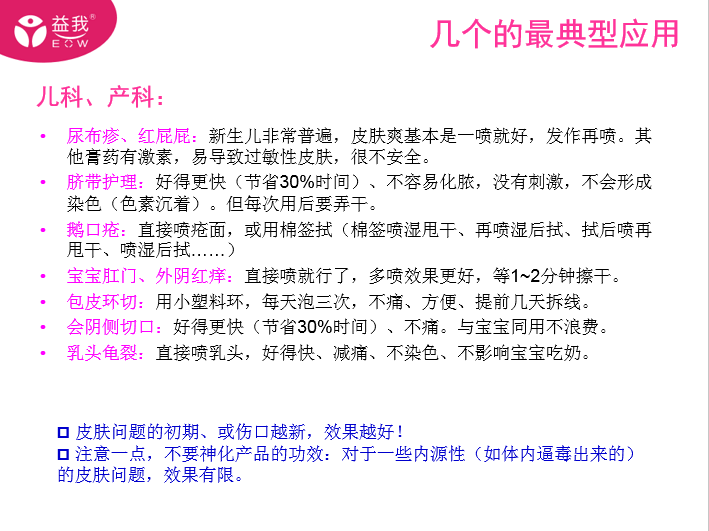 益我®
EOW
几个的最典型应用
儿科、产科：
• 尿布疹、红屁屁：新生儿非常普遍，皮肤爽基本是一喷就好，发作再喷。其
他膏药有激素，易导致过敏性皮肤，很不安全。
• 脐带护理：好得更快（节省30%时间）、不容易化脓，没有刺激，不会形成
染色（色素沉着）。但每次用后要弄干。
• 鹅口疮：直接喷疮面，或用棉签拭（棉签喷湿甩干、再喷湿后拭、拭后喷再
甩干、喷湿后拭……）
• 宝宝肛门、外阴红痒：直接喷就行了，多喷效果更好，等1~2分钟擦干。
• 包皮环切：用小塑料环，每天泡三次，不痛、方便、提前几天拆线。
• 会阴侧切口：好得更快（节省30%时间）、不痛。与宝宝同用不浪费。
• 乳头龟裂：直接喷乳头，好得快、减痛、不染色、不影响宝宝吃奶。
皮肤问题的初期、或伤口越新，效果越好！
注意一点，不要神化产品的功效：对于一些内源性（如体内逼毒出来的）
的皮肤问题，效果有限。